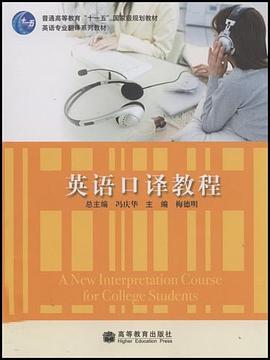 普通高等教育“十一五”国家级规划教材
英语专业翻译系列教材
英语口译教程
总主编 冯庆华 主 编 梅德明
A New Interpretation Course
for College Students
高等教育出版社
Higher Education Press